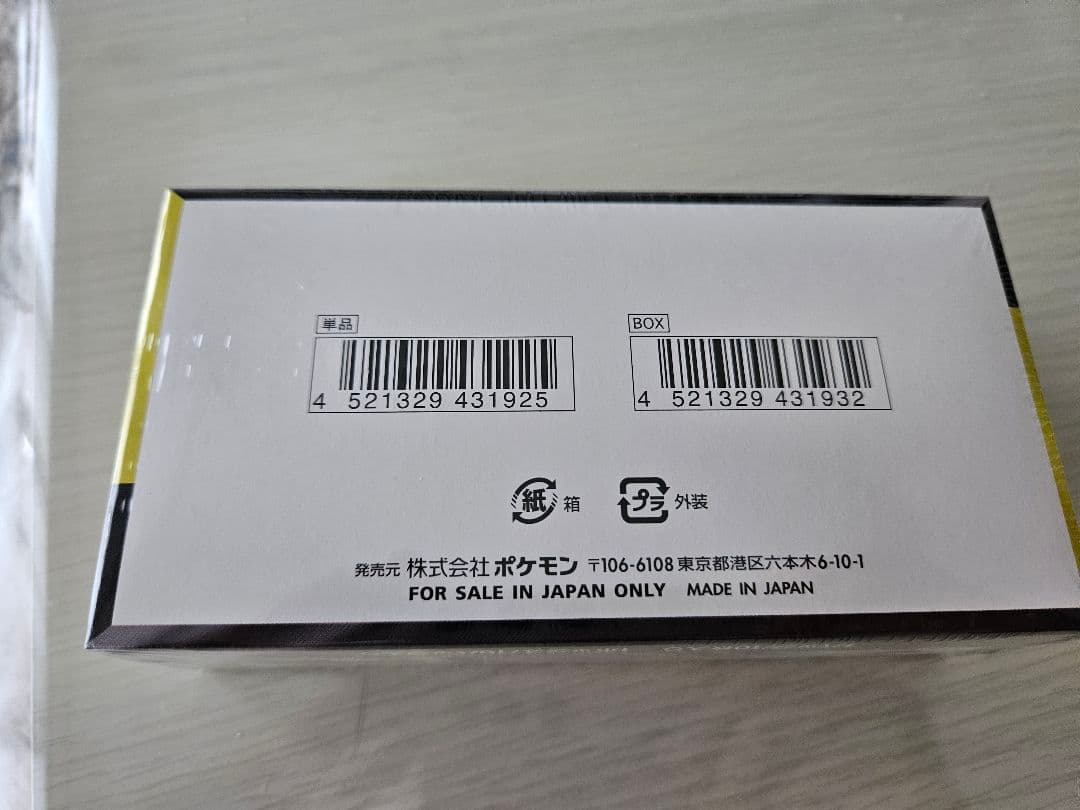 単品
BOX
4 521329 431925
4 521329 431932
紙 箱
プラ 外装
発売元 株式会社 ポケモン 〒106-6108 東京都港区六本木6-10-1
FOR SALE IN JAPAN ONLY MADE IN JAPAN